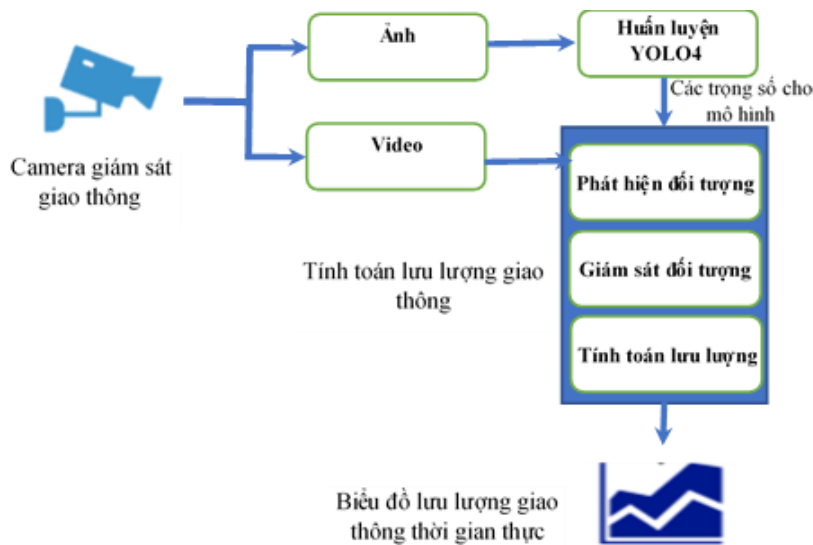 Ảnh
Huấn luyện
YOLO4
Các trọng số cho
mô hình
Video
Camera giám sát
giao thông
Phát hiện đối tượng
Tính toán lưu lượng giao
thông
Giám sát đối tượng
Tính toán lưu lượng
Biểu đồ lưu lượng giao
thông thời gian thực